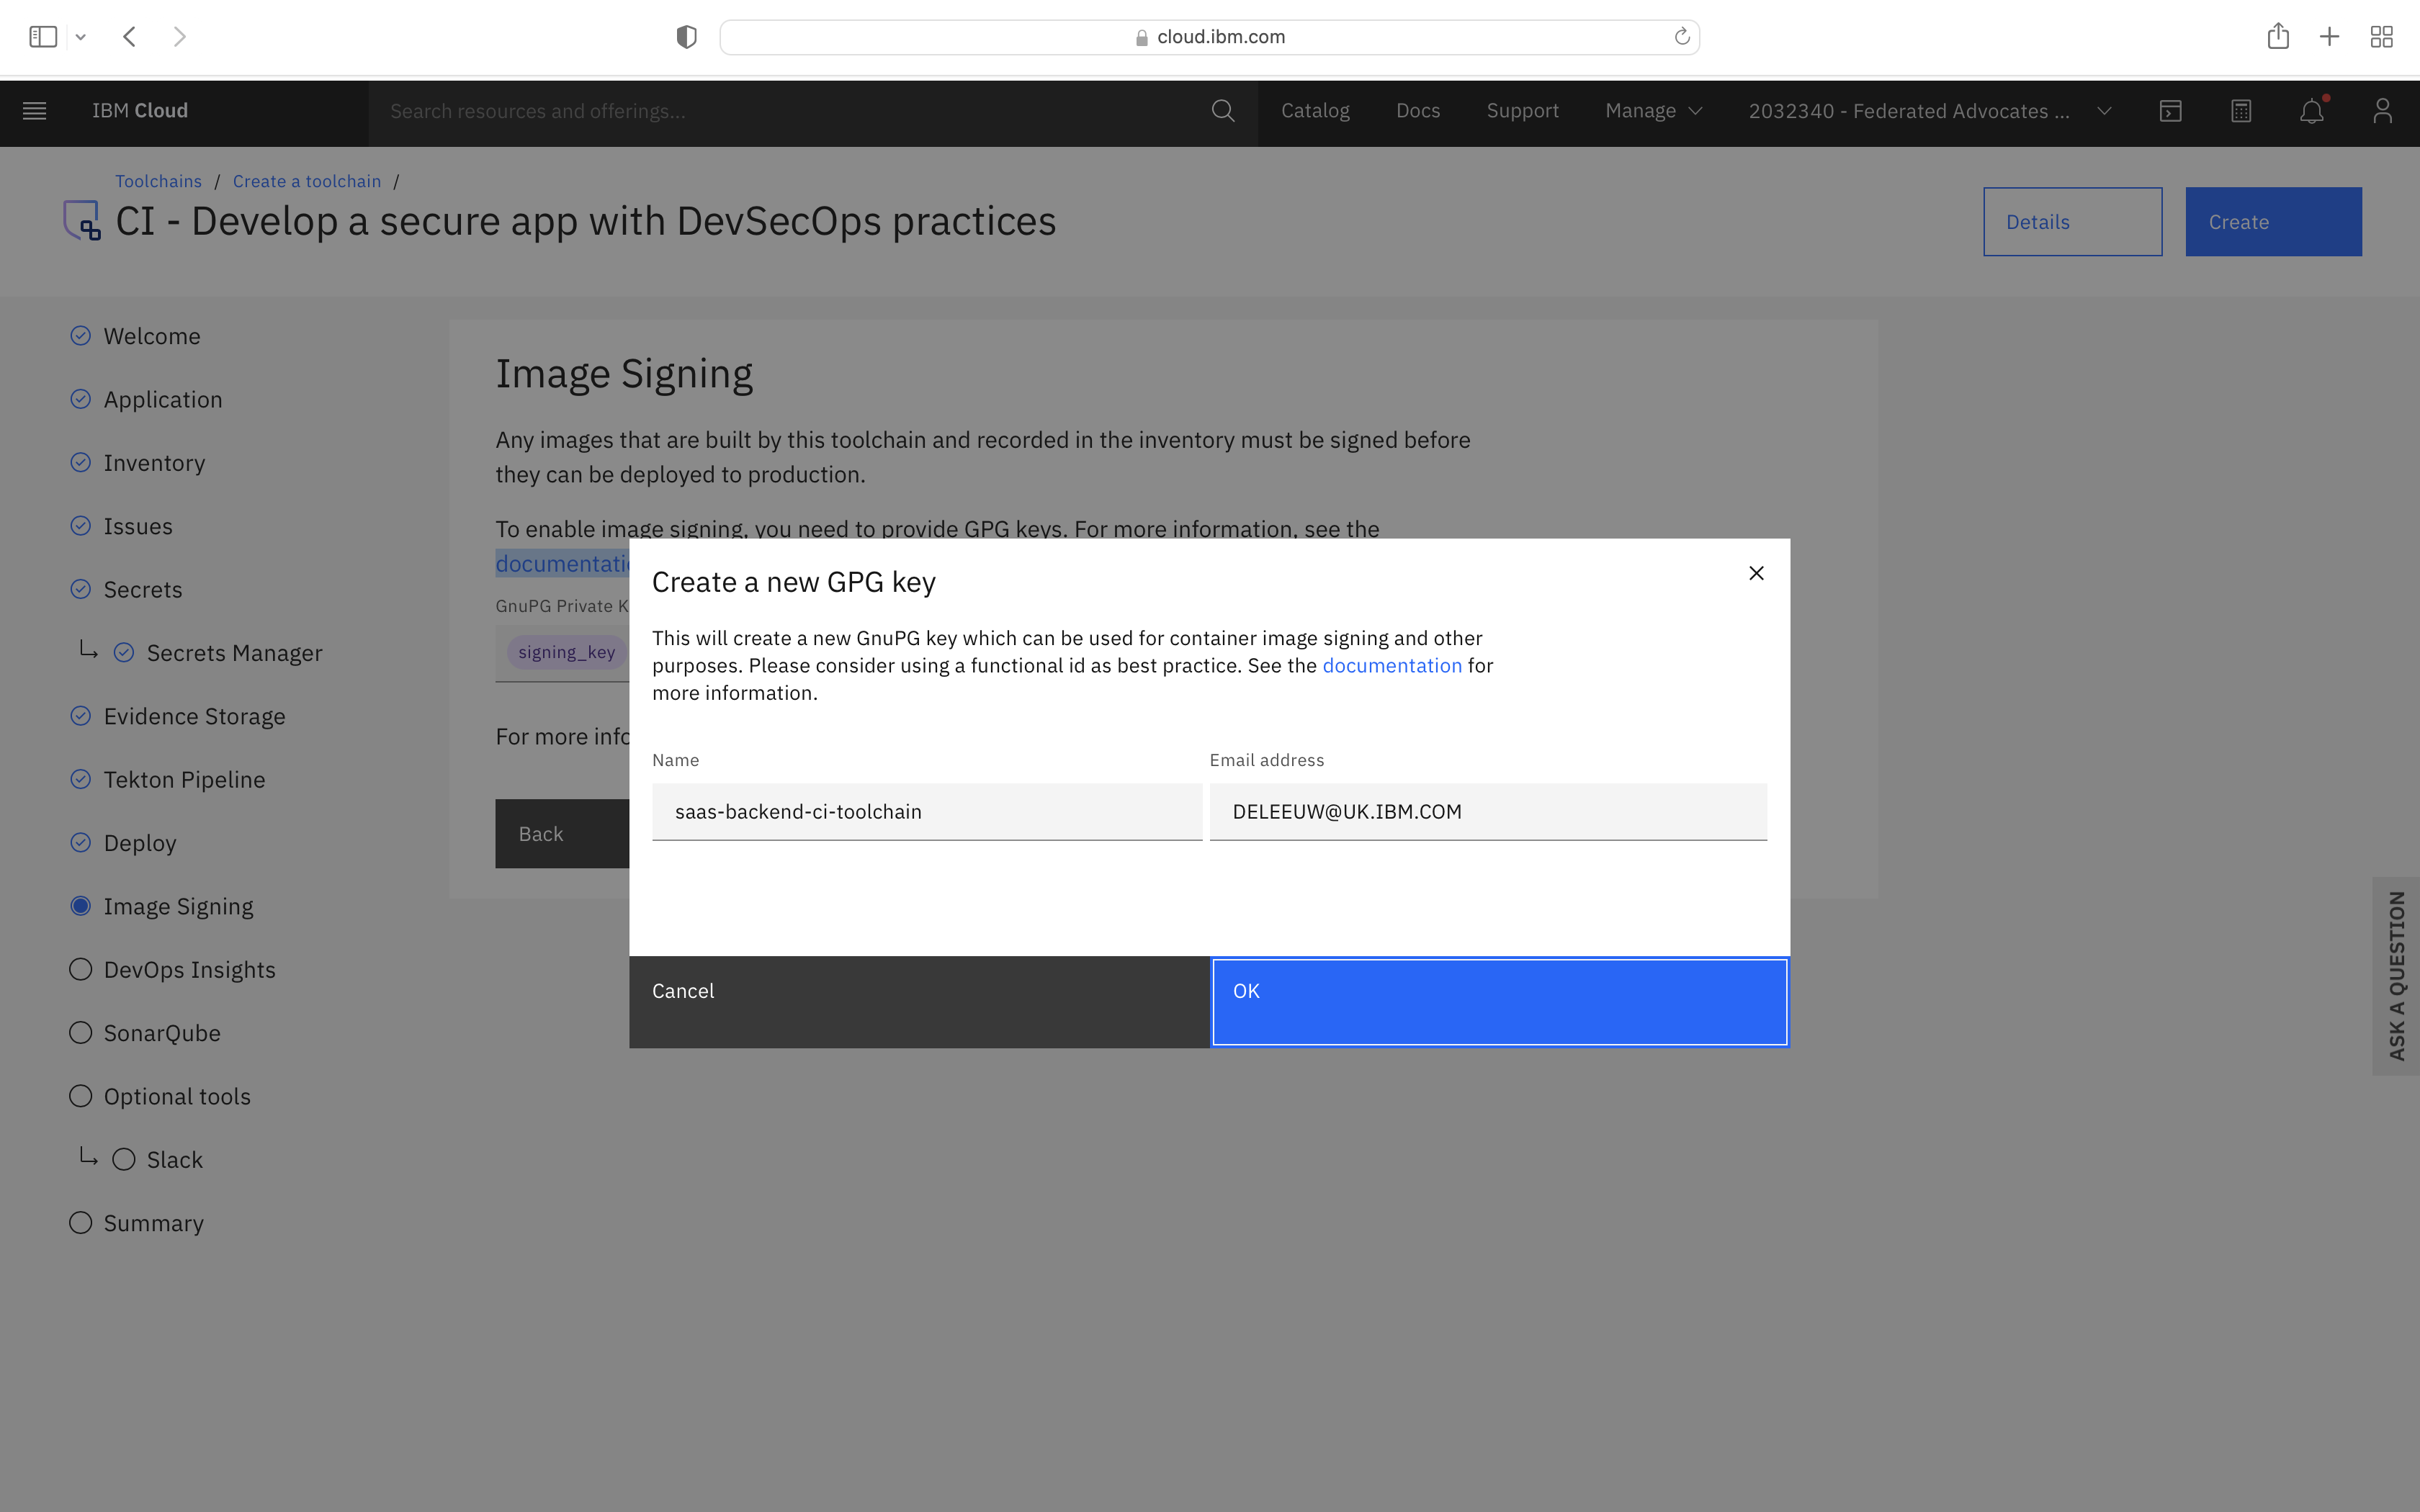 cloud.ibm.com
IBM Cloud
Search resources and offerings...
Catalog
Docs
Support
Manage
2032340 - Federated Advocates ...
Toolchains / Create a toolchain /
CI - Develop a secure app with DevSecOps practices
Details
Create
Welcome
Application
Inventory
Issues
Secrets
Secrets Manager
Evidence Storage
Tekton Pipeline
Deploy
Image Signing
DevOps Insights
SonarQube
Optional tools
Slack
Summary
Image Signing
Any images that are built by this toolchain and recorded in the inventory must be signed before
they can be deployed to production.
To enable image signing, you need to provide GPG keys. For more information, see the
documentati
GnuPG Private K
signing_key
For more info
Back
Create a new GPG key
This will create a new GnuPG key which can be used for container image signing and other
purposes. Please consider using a functional id as best practice. See the documentation for
more information.
Name
Email address
saas-backend-ci-toolchain
DELEEUW@UK.IBM.COM
Cancel
OK
ASK A QUESTION